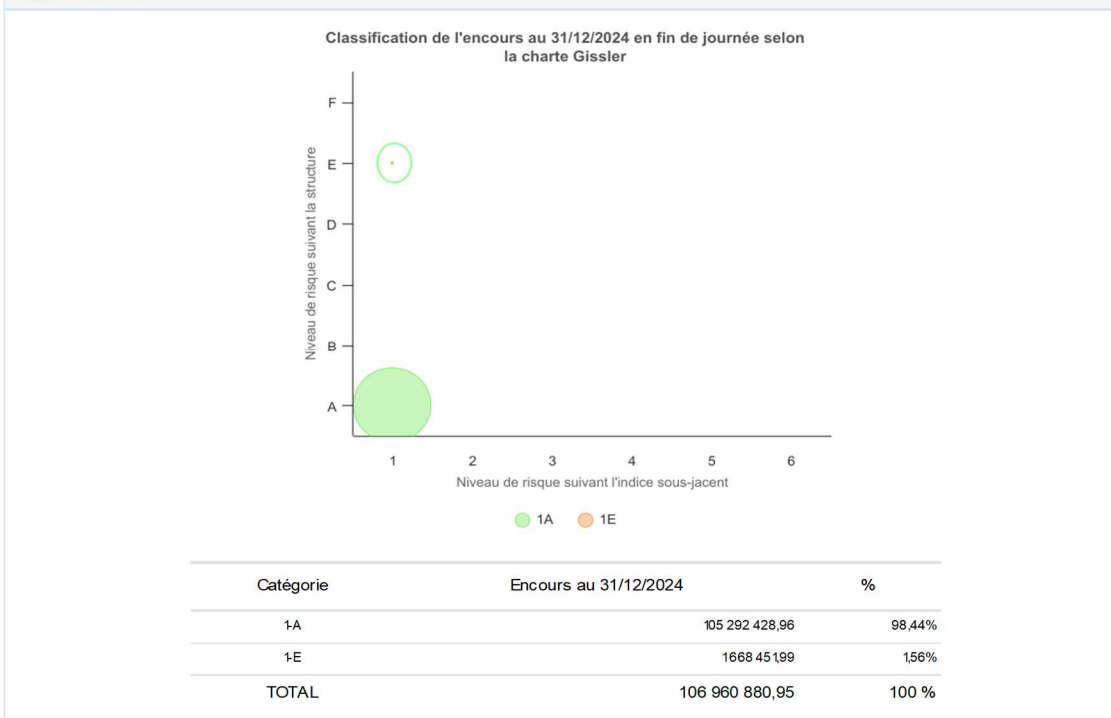 Classification de l'encours au 31/12/2024 en fin de journée selon
la charte Gissler
Niveau de risque suivant la structure
F
E
D
C
B
A
1 2 3 4 5 6
Niveau de risque suivant l'indice sous-jacent
1A 1E
Catégorie Encours au 31/12/2024 %
1-A 105 292 428,96 98,44%
1-E 1 668 451,99 1,56%
TOTAL 106 960 880,95 100 %